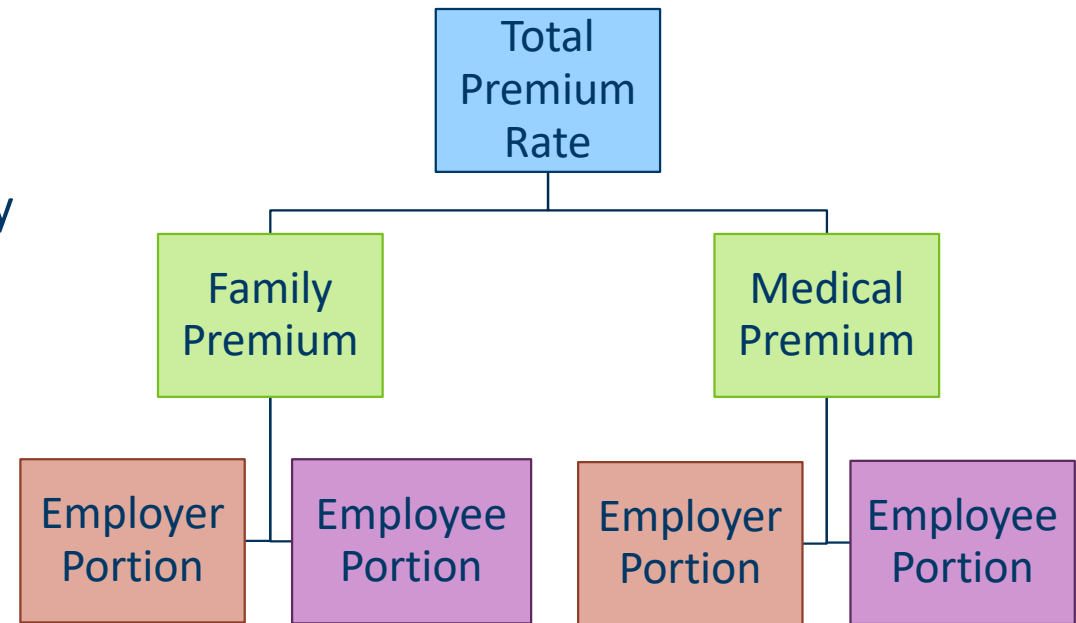 Total
Premium
Rate
y
Family
Premium
Medical
Premium
Employer
Portion
Employee
Portion
Employer
Portion
Employee
Portion